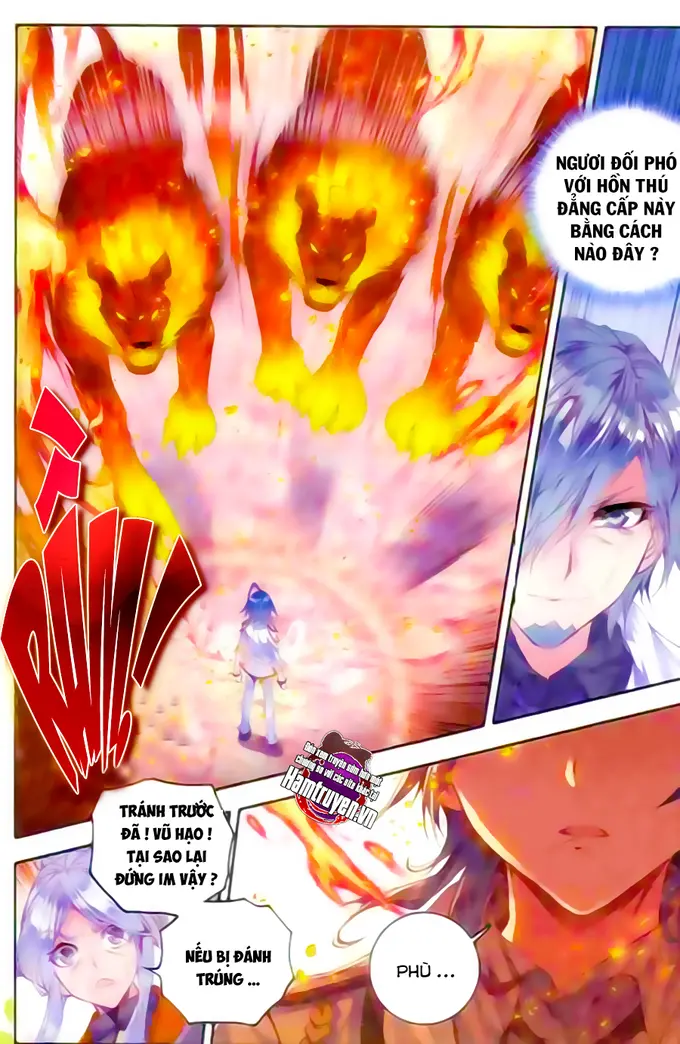 NGƯƠI ĐỐI PHÓ
VỚI HỒN THÚ
ĐẲNG CẤP NÀY
BẰNG CÁCH
NÀO ĐÂY ?
RẦM!
TRÁNH TRƯỚC
ĐÃ ! VŨ HẠO !
TẠI SAO LẠI
ĐỨNG IM VẬY ?
NẾU BỊ ĐÁNH
TRÚNG ...
PHÙ ...
Hamtruyen.vn